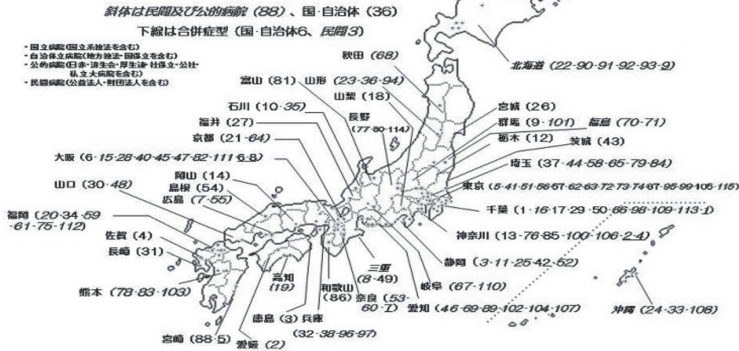 斜体は民間及び公的病院 (88)、国・自治体 (36)
下線は合併症型 (国・自治体6、民間3)
・国立病院(国立系独法を含む)
・自治体立病院(地方独法・国保立を含む)
・公的病院(日赤・済生会・厚生連・社保立・公社・
私立大病院を含む)
・民間病院(公益法人・財団法人を含む)
北海道 (22・90・91・92・93・9)
秋田 (68)
富山 (81)
山形 (23・36・94)
山梨 (18)
長野
(77・80・114)
石川 (10・35)
福井 (27)
京都 (21・64)
大阪 (6・15・28・40・45・47・82・111・6・8)
宮城 (26)
群馬 (9・101)
福島 (70・71)
栃木 (12)
茨城 (43)
埼玉 (37・44・58・65・79・84)
東京 (5・41・51・56・57・62・63・72・73・74・87・95・99・105・115)
千葉 (1・16・17・29・50・66・98・109・113・1)
神奈川 (13・76・85・100・106・2・4)
静岡 (3・11・25・42・52)
岐阜 (67・110)
愛知 (46・69・89・102・104・107)
三重
(8・49)
奈良 (53・
60・7)
和歌山
(86)
兵庫
(32・38・96・97)
岡山 (14)
島根 (54)
広島 (7・55)
山口 (30・48)
福岡 (20・34・59
・61・75・112)
佐賀 (4)
長崎 (31)
熊本 (78・83・103)
高知
(19)
徳島 (3)
愛媛 (2)
宮崎 (88・5)
沖縄 (24・33・108)